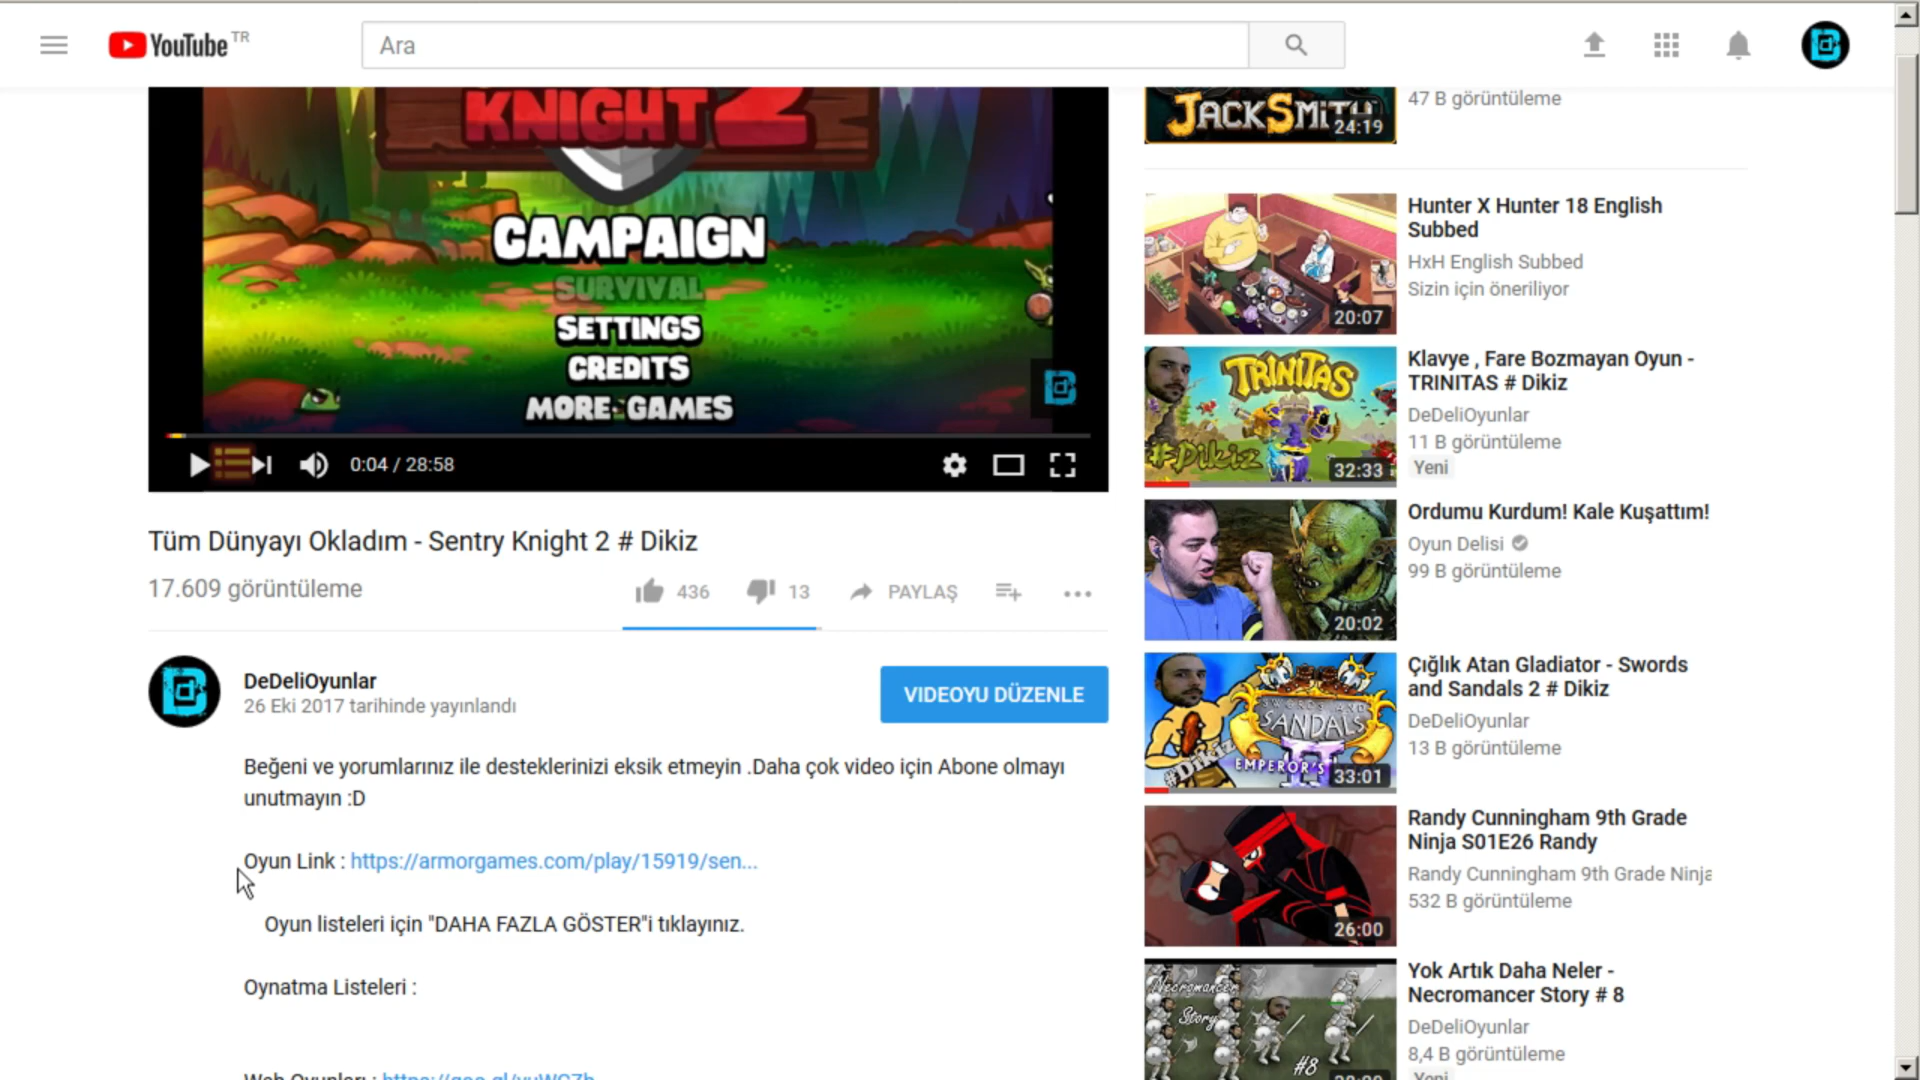 YouTube TR
Ara
KNIGHT 2
CAMPAIGN
SURVIVAL
SETTINGS
CREDITS
MORE GAMES
0:04 / 28:58
Tüm Dünyayı Okladım - Sentry Knight 2 # Dikiz
17.609 görüntüleme
436
13
PAYLAŞ
DeDeliOyunlar
26 Eki 2017 tarihinde yayınlandı
VIDEOYU DÜZENLE
Beğeni ve yorumlarınız ile desteklerinizi eksik etmeyin .Daha çok video için Abone olmayı
unutmayın :D
Oyun Link : https://armorgames.com/play/15919/sen...
Oyun listeleri için "DAHA FAZLA GÖSTER"i tıklayınız.
Oynatma Listeleri :
JACKSMITH
24:19
47 B görüntüleme
20:07
Hunter X Hunter 18 English
Subbed
HxH English Subbed
Sizin için öneriliyor
TRINITAS
#Dikiz
32:33
Klavye , Fare Bozmayan Oyun -
TRINITAS # Dikiz
DeDeliOyunlar
11 B görüntüleme
Yeni
20:02
Ordumu Kurdum! Kale Kuşattım!
Oyun Delisi
99 B görüntüleme
SWORDS AND
SANDALS
II
EMPEROR'S
#Dikiz
33:01
Çığlık Atan Gladiator - Swords
and Sandals 2 # Dikiz
DeDeliOyunlar
13 B görüntüleme
26:00
Randy Cunningham 9th Grade
Ninja S01E26 Randy
Randy Cunningham 9th Grade Ninja
532 B görüntüleme
Necromancer
Story
#8
Yok Artık Daha Neler -
Necromancer Story # 8
DeDeliOyunlar
8,4 B görüntüleme
Yeni